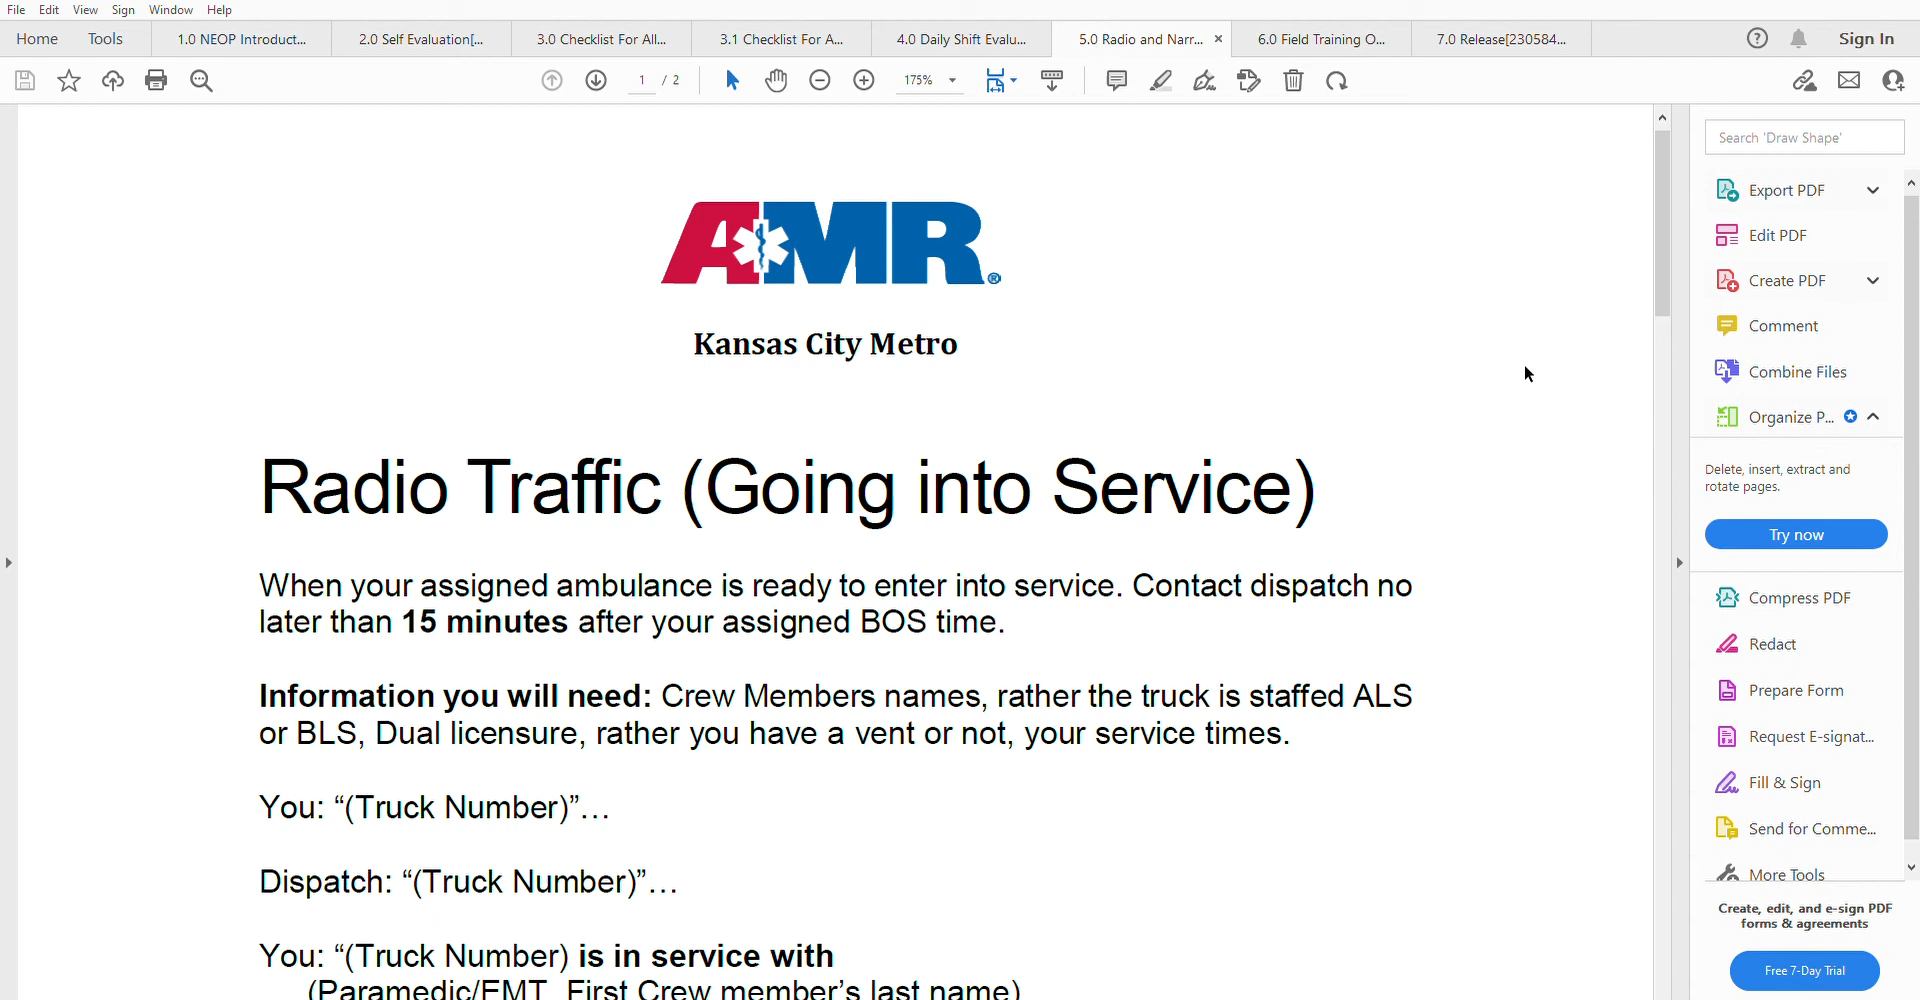 File Edit View Sign Window Help
Home Tools 1.0 NEOP Introduct... 2.0 Self Evaluation[... 3.0 Checklist For All... 3.1 Checklist For A... 4.0 Daily Shift Evalu... 5.0 Radio and Narr... × 6.0 Field Training O... 7.0 Release[230584... Sign In
1 / 2 175%
Search 'Draw Shape'
Export PDF
Edit PDF
Create PDF
Comment
Combine Files
Organize P...
Delete, insert, extract and
rotate pages.
Try now
Compress PDF
Redact
Prepare Form
Request E-signat...
Fill & Sign
Send for Comme...
More Tools
Create, edit, and e-sign PDF
forms & agreements
Free 7-Day Trial
AMR®
Kansas City Metro
Radio Traffic (Going into Service)
When your assigned ambulance is ready to enter into service. Contact dispatch no
later than 15 minutes after your assigned BOS time.
Information you will need: Crew Members names, rather the truck is staffed ALS
or BLS, Dual licensure, rather you have a vent or not, your service times.
You: “(Truck Number)”…
Dispatch: “(Truck Number)”…
You: “(Truck Number) is in service with
(Paramedic/EMT, First Crew member’s last name)